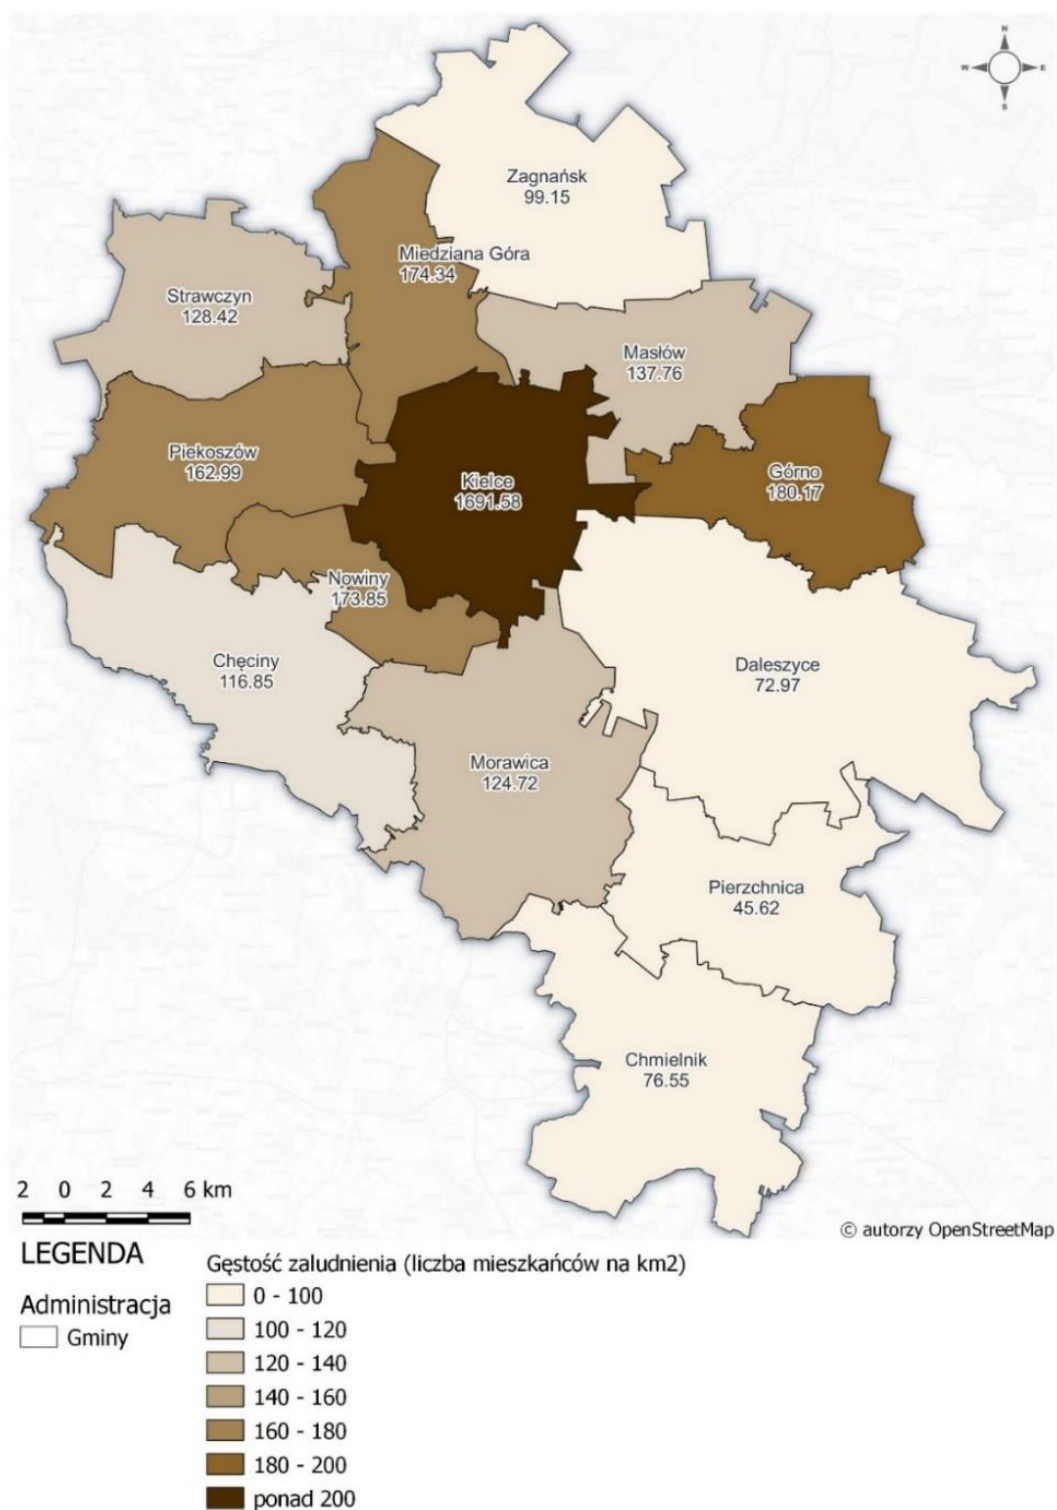 N
W E
S
Zagnańsk
99.15
Miedziana Góra
174.34
Strawczyn
128.42
Masłów
137.76
Piekoszów
162.99
Kielce
1691.58
Górno
180.17
Nowiny
173.85
Chęciny
116.85
Daleszyce
72.97
Morawica
124.72
Pierzchnica
45.62
Chmielnik
76.55
2 0 2 4 6 km
© autorzy OpenStreetMap
LEGENDA
Gęstość zaludnienia (liczba mieszkańców na km2)
Administracja
Gminy
0 - 100
100 - 120
120 - 140
140 - 160
160 - 180
180 - 200
ponad 200